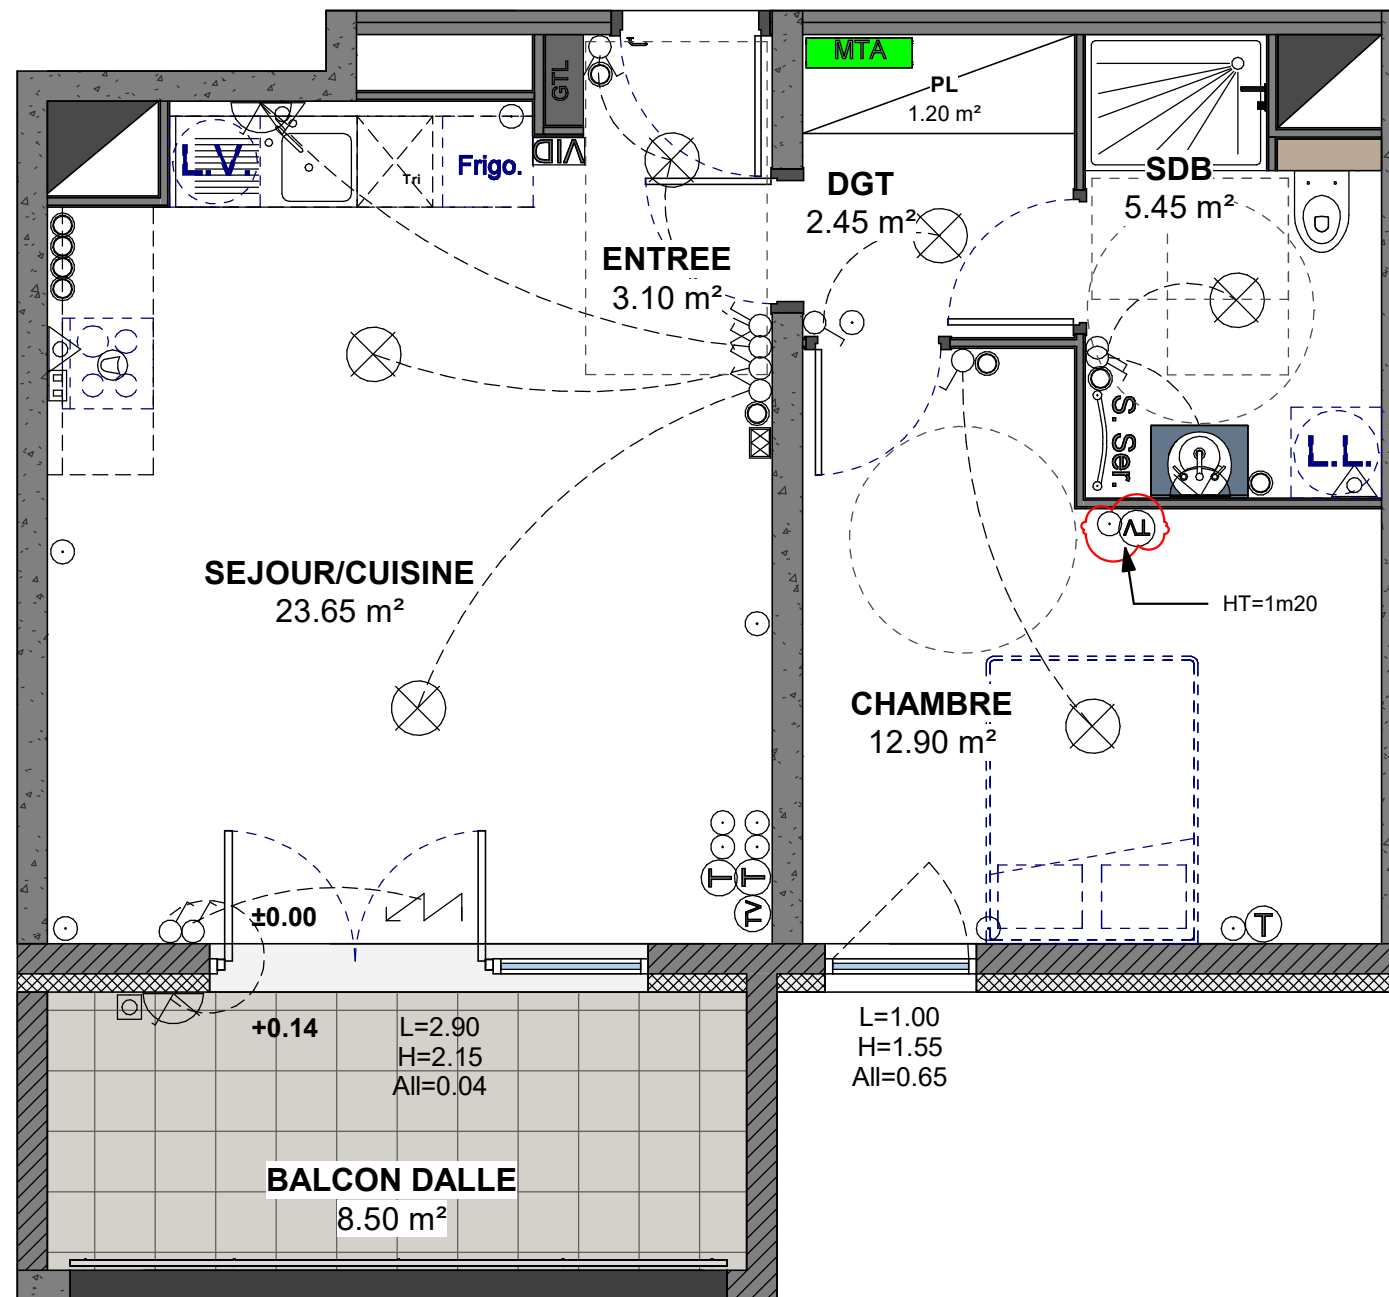 MTA
GTL
PL
1.20 m²
VID
L.V.
Tri
Frigo.
DGT
2.45 m²
SDB
5.45 m²
ENTREE
3.10 m²
S. Ser.
L.L.
TV
HT=1m20
SEJOUR/CUISINE
23.65 m²
CHAMBRE
12.90 m²
T
T
TV
T
±0.00
+0.14
L=2.90
H=2.15
All=0.04
L=1.00
H=1.55
All=0.65
BALCON DALLE
8.50 m²